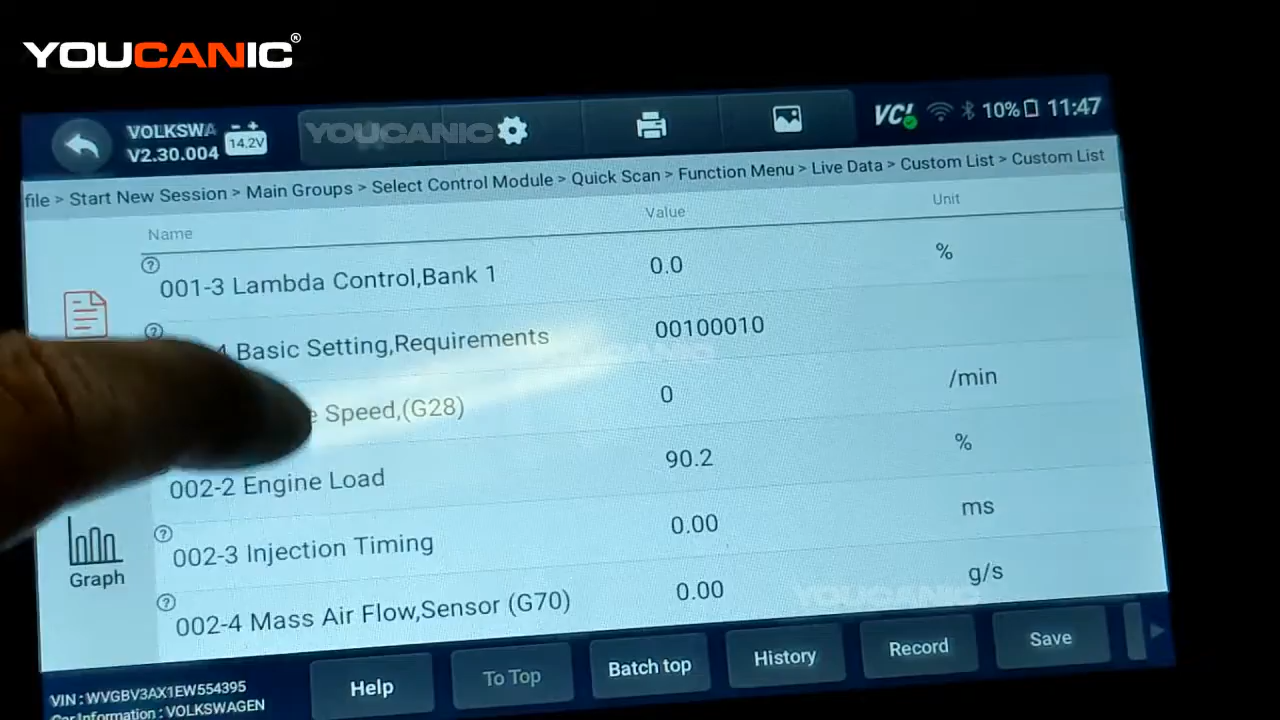 YOUCANIC®
VOLKSWA
V2.30.004
14.2V
YOUCANIC
VCI
10%
11:47
file > Start New Session > Main Groups > Select Control Module > Quick Scan > Function Menu > Live Data > Custom List > Custom List
Name Value Unit
001-3 Lambda Control,Bank 1 0.0 %
Basic Setting,Requirements 00100010
Speed,(G28) 0 /min
002-2 Engine Load 90.2 %
002-3 Injection Timing 0.00 ms
002-4 Mass Air Flow,Sensor (G70) 0.00 g/s
YOUCANIC
Graph
Help
To Top
Batch top
History
Record
Save
VIN : WVGBV3AX1EW554395
Car Information : VOLKSWAGEN